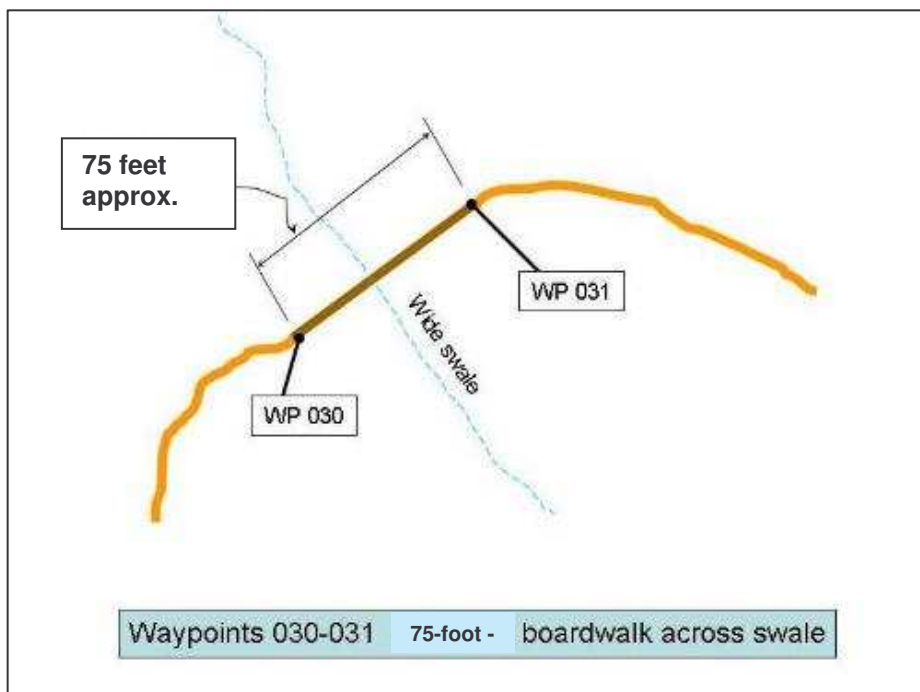 75 feet
approx.
WP 031
Wide swale
WP 030
Waypoints 030-031 75-foot - boardwalk across swale